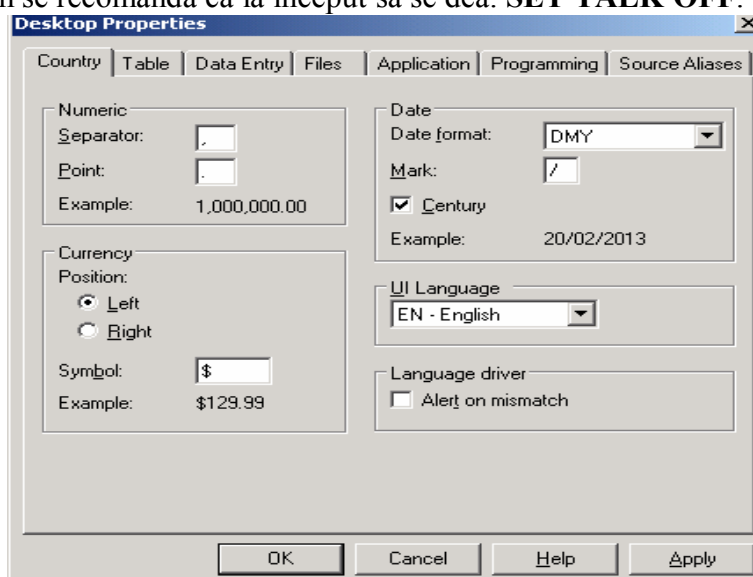 se recomandă ca la început să se dea: SET TALK OFF.
Desktop Properties
Country Table Data Entry Files Application Programming Source Aliases
Numeric
Separator: ,
Point: .
Example: 1,000,000.00
Currency
Position:
Left
Right
Symbol: $
Example: $129.99
Date
Date format: DMY
Mark: /
Century
Example: 20/02/2013
UI Language
EN - English
Language driver
Alert on mismatch
OK Cancel Help Apply